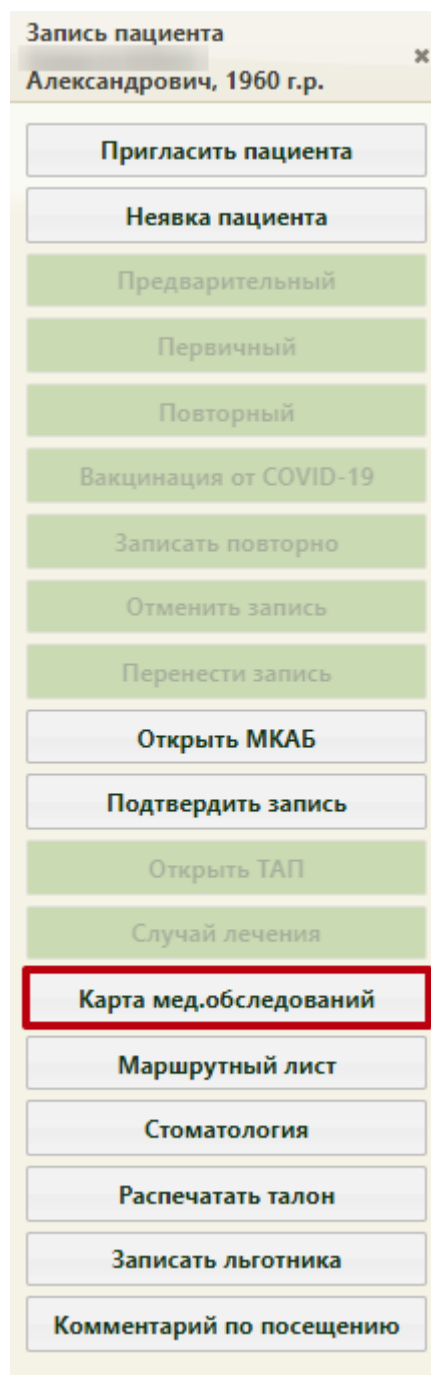 Запись пациента
Александрович, 1960 г.р.
Пригласить пациента
Неявка пациента
Предварительный
Первичный
Повторный
Вакцинация от COVID-19
Записать повторно
Отменить запись
Перенести запись
Открыть МКАБ
Подтвердить запись
Открыть ТАП
Случай лечения
Карта мед.обследований
Маршрутный лист
Стоматология
Распечатать талон
Записать льготника
Комментарий по посещению